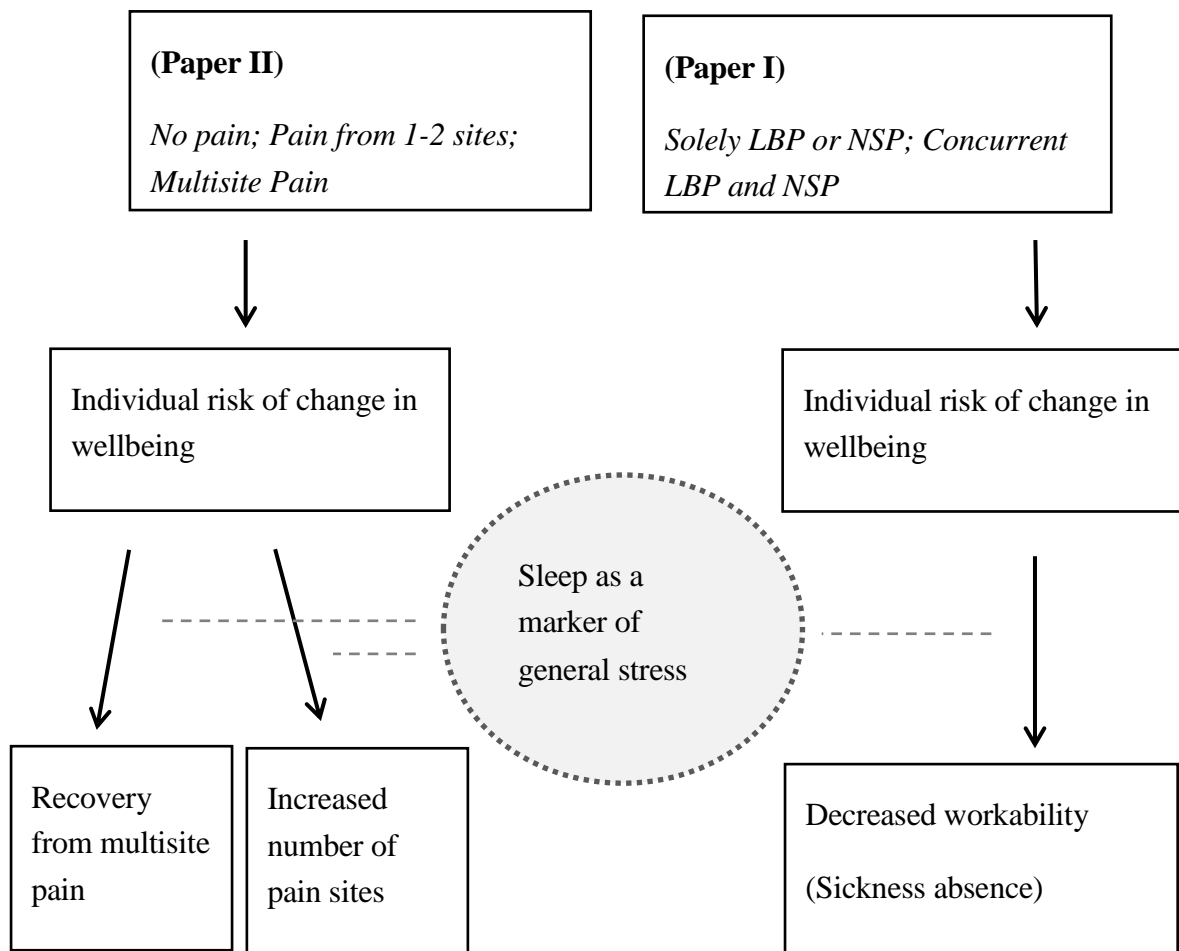 (Paper II)
No pain; Pain from 1-2 sites;
Multisite Pain
(Paper I)
Solely LBP or NSP; Concurrent
LBP and NSP
Individual risk of change in
wellbeing
Individual risk of change in
wellbeing
Sleep as a
marker of
general stress
Recovery
from multisite
pain
Increased
number of
pain sites
Decreased workability
(Sickness absence)